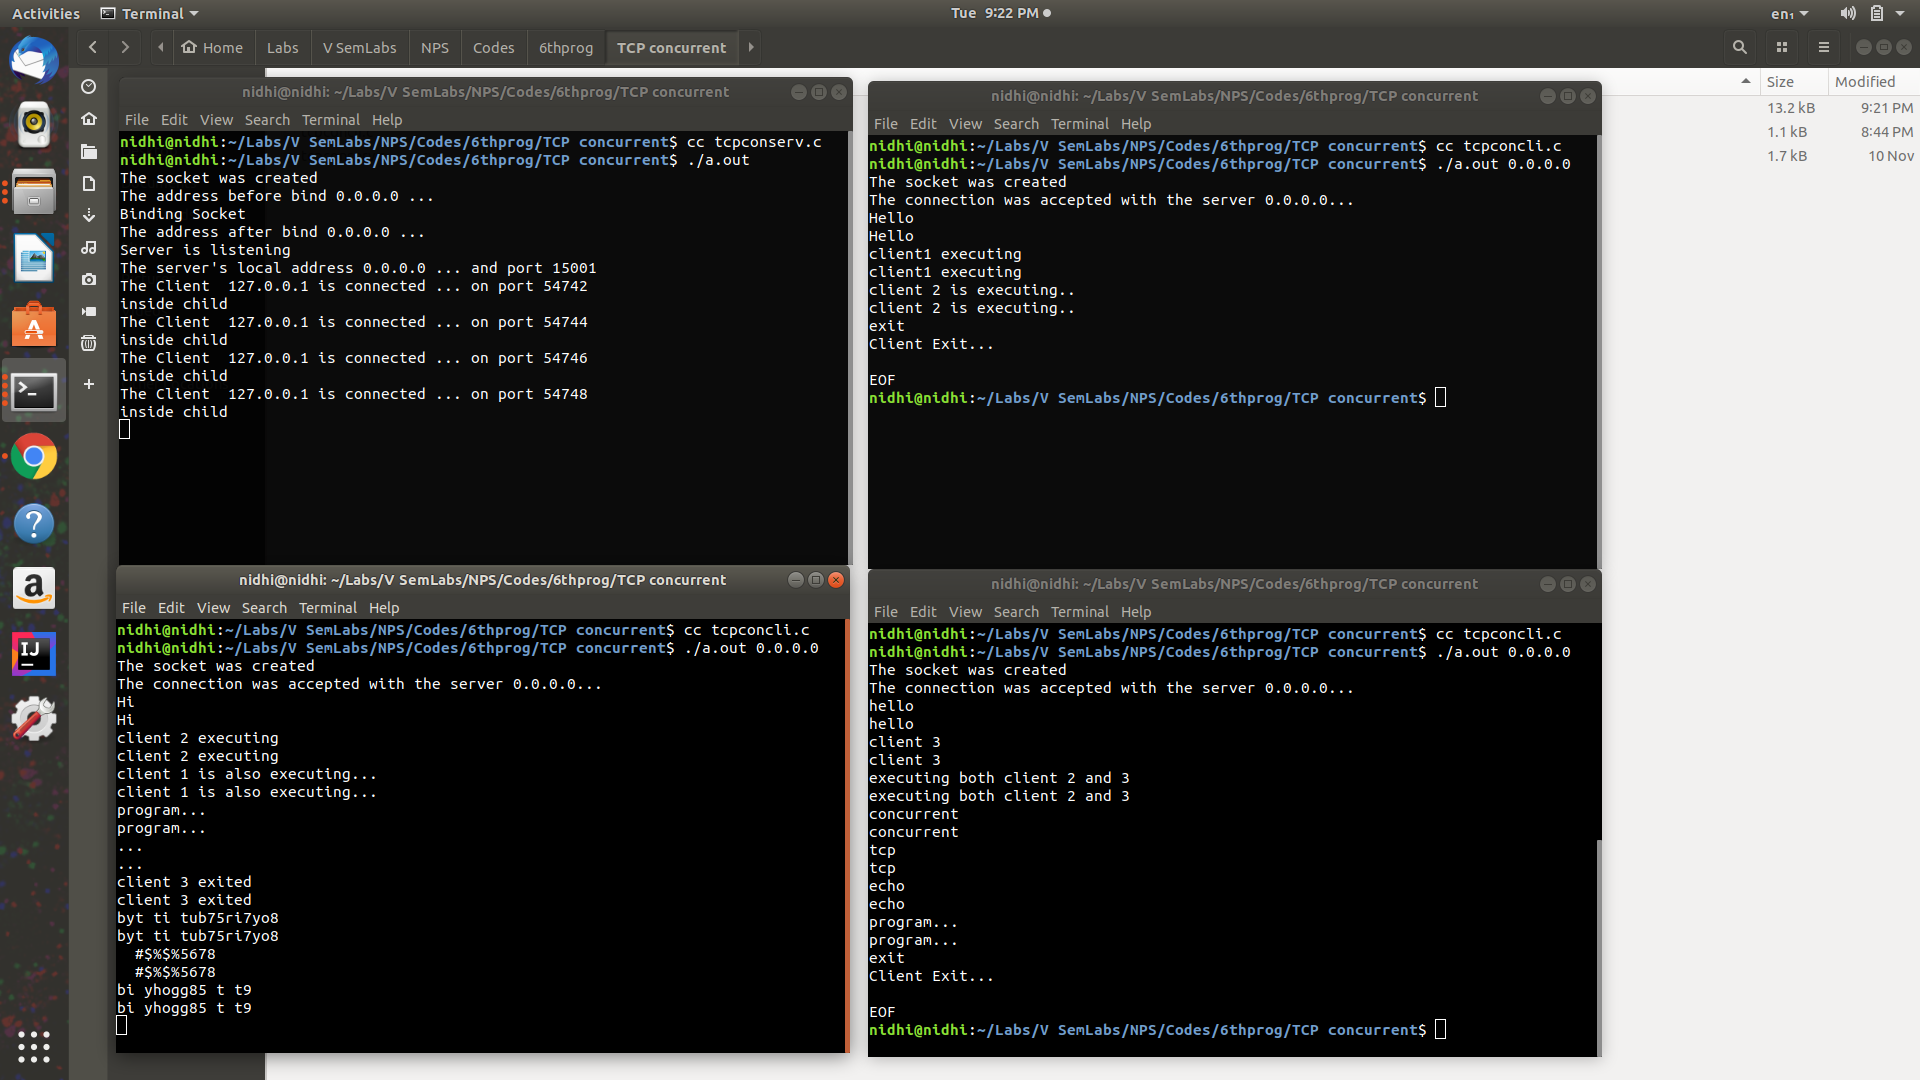 Activities Terminal Tue 9:22 PM en₁
Home Labs V SemLabs NPS Codes 6thprog TCP concurrent
Size Modified
13.2 kB 9:21 PM
1.1 kB 8:44 PM
1.7 kB 10 Nov
nidhi@nidhi: ~/Labs/V SemLabs/NPS/Codes/6thprog/TCP concurrent
File Edit View Search Terminal Help
nidhi@nidhi:~/Labs/V SemLabs/NPS/Codes/6thprog/TCP concurrent$ cc tcpconserv.c
nidhi@nidhi:~/Labs/V SemLabs/NPS/Codes/6thprog/TCP concurrent$ ./a.out
The socket was created
The address before bind 0.0.0.0 ...
Binding Socket
The address after bind 0.0.0.0 ...
Server is listening
The server's local address 0.0.0.0 ... and port 15001
The Client  127.0.0.1 is connected ... on port 54742
inside child
The Client  127.0.0.1 is connected ... on port 54744
inside child
The Client  127.0.0.1 is connected ... on port 54746
inside child
The Client  127.0.0.1 is connected ... on port 54748
inside child
nidhi@nidhi: ~/Labs/V SemLabs/NPS/Codes/6thprog/TCP concurrent
File Edit View Search Terminal Help
nidhi@nidhi:~/Labs/V SemLabs/NPS/Codes/6thprog/TCP concurrent$ cc tcpconcli.c
nidhi@nidhi:~/Labs/V SemLabs/NPS/Codes/6thprog/TCP concurrent$ ./a.out 0.0.0.0
The socket was created
The connection was accepted with the server 0.0.0.0...
Hello
Hello
client1 executing
client1 executing
client 2 is executing..
client 2 is executing..
exit
Client Exit...
EOF
nidhi@nidhi:~/Labs/V SemLabs/NPS/Codes/6thprog/TCP concurrent$
nidhi@nidhi: ~/Labs/V SemLabs/NPS/Codes/6thprog/TCP concurrent
File Edit View Search Terminal Help
nidhi@nidhi:~/Labs/V SemLabs/NPS/Codes/6thprog/TCP concurrent$ cc tcpconcli.c
nidhi@nidhi:~/Labs/V SemLabs/NPS/Codes/6thprog/TCP concurrent$ ./a.out 0.0.0.0
The socket was created
The connection was accepted with the server 0.0.0.0...
Hi
Hi
client 2 executing
client 2 executing
client 1 is also executing...
client 1 is also executing...
program...
program...
...
...
client 3 exited
client 3 exited
byt ti tub75ri7yo8
byt ti tub75ri7yo8
  #$%$%5678
  #$%$%5678
bi yhogg85 t t9
bi yhogg85 t t9
nidhi@nidhi: ~/Labs/V SemLabs/NPS/Codes/6thprog/TCP concurrent
File Edit View Search Terminal Help
nidhi@nidhi:~/Labs/V SemLabs/NPS/Codes/6thprog/TCP concurrent$ cc tcpconcli.c
nidhi@nidhi:~/Labs/V SemLabs/NPS/Codes/6thprog/TCP concurrent$ ./a.out 0.0.0.0
The socket was created
The connection was accepted with the server 0.0.0.0...
hello
hello
client 3
client 3
executing both client 2 and 3
executing both client 2 and 3
concurrent
concurrent
tcp
tcp
echo
echo
program...
program...
exit
Client Exit...
EOF
nidhi@nidhi:~/Labs/V SemLabs/NPS/Codes/6thprog/TCP concurrent$